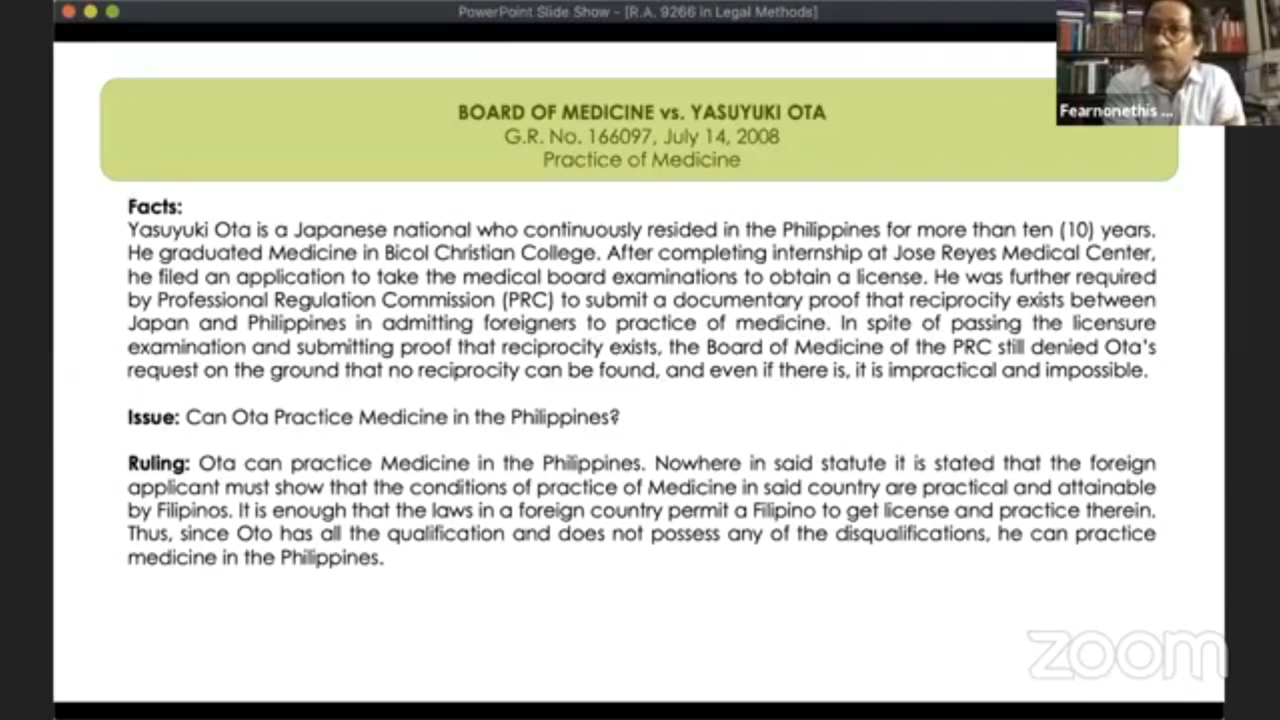 PowerPoint Slide Show - [R.A. 9266 in Legal Methods]
Fearnonethis ...
BOARD OF MEDICINE vs. YASUYUKI OTA
G.R. No. 166097, July 14, 2008
Practice of Medicine
Facts:
Yasuyuki Ota is a Japanese national who continuously resided in the Philippines for more than ten (10) years.
He graduated Medicine in Bicol Christian College. After completing internship at Jose Reyes Medical Center,
he filed an application to take the medical board examinations to obtain a license. He was further required
by Professional Regulation Commission (PRC) to submit a documentary proof that reciprocity exists between
Japan and Philippines in admitting foreigners to practice of medicine. In spite of passing the licensure
examination and submitting proof that reciprocity exists, the Board of Medicine of the PRC still denied Ota's
request on the ground that no reciprocity can be found, and even if there is, it is impractical and impossible.
Issue: Can Ota Practice Medicine in the Philippines?
Ruling: Ota can practice Medicine in the Philippines. Nowhere in said statute it is stated that the foreign
applicant must show that the conditions of practice of Medicine in said country are practical and attainable
by Filipinos. It is enough that the laws in a foreign country permit a Filipino to get license and practice therein.
Thus, since Oto has all the qualification and does not possess any of the disqualifications, he can practice
medicine in the Philippines.
zoom